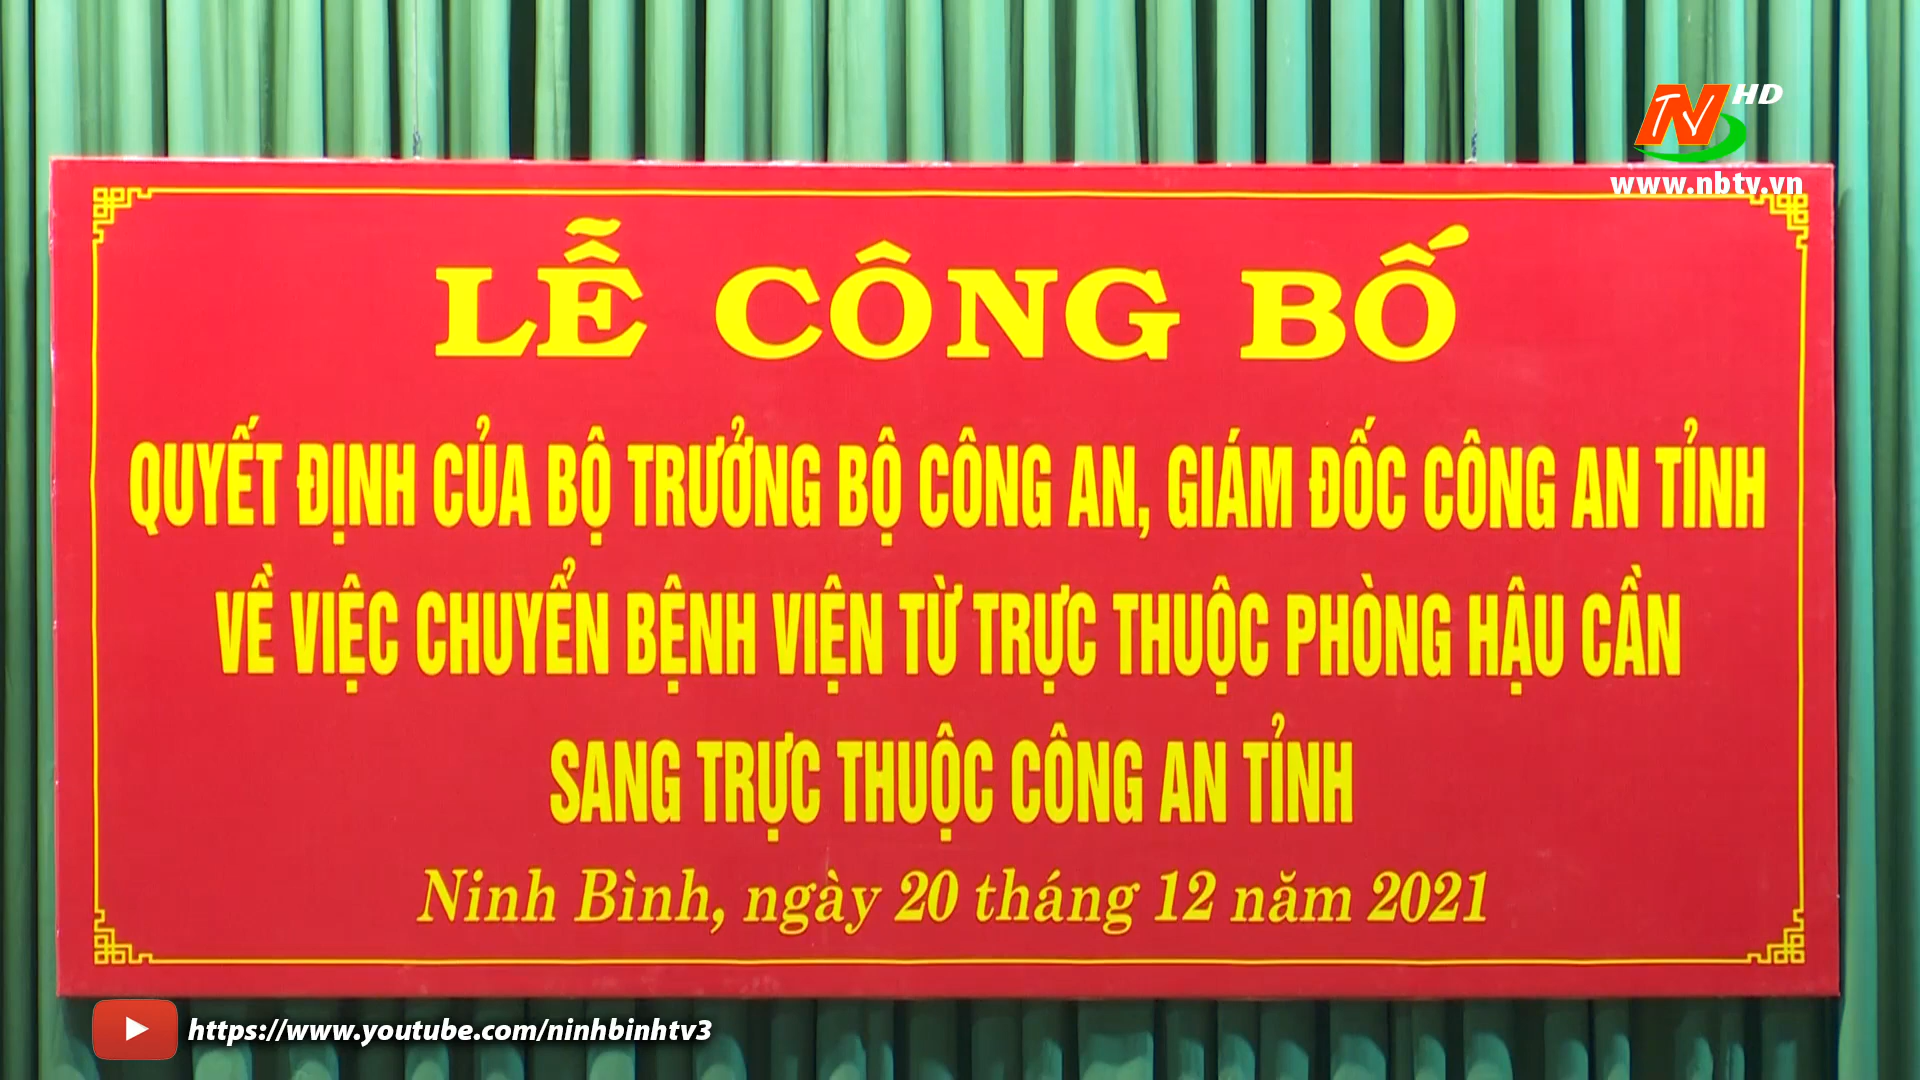 TV HD
www.nbtv.vn
LỄ CÔNG BỐ
QUYẾT ĐỊNH CỦA BỘ TRƯỞNG BỘ CÔNG AN, GIÁM ĐỐC CÔNG AN TỈNH
VỀ VIỆC CHUYỂN BỆNH VIỆN TỪ TRỰC THUỘC PHÒNG HẬU CẦN
SANG TRỰC THUỘC CÔNG AN TỈNH
Ninh Bình, ngày 20 tháng 12 năm 2021
https://www.youtube.com/ninhbinhtv3